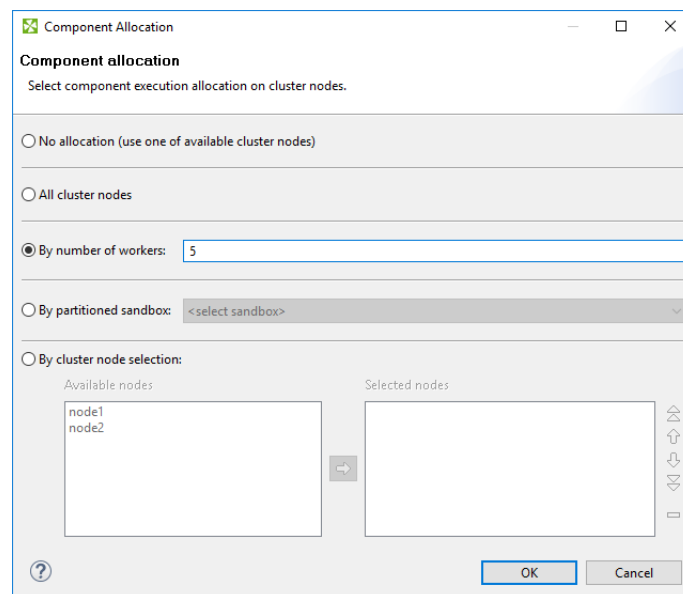 Component Allocation
Component allocation
Select component execution allocation on cluster nodes.
No allocation (use one of available cluster nodes)
All cluster nodes
By number of workers: 5
By partitioned sandbox: <select sandbox>
By cluster node selection:
Available nodes Selected nodes
node1
node2
?
OK Cancel